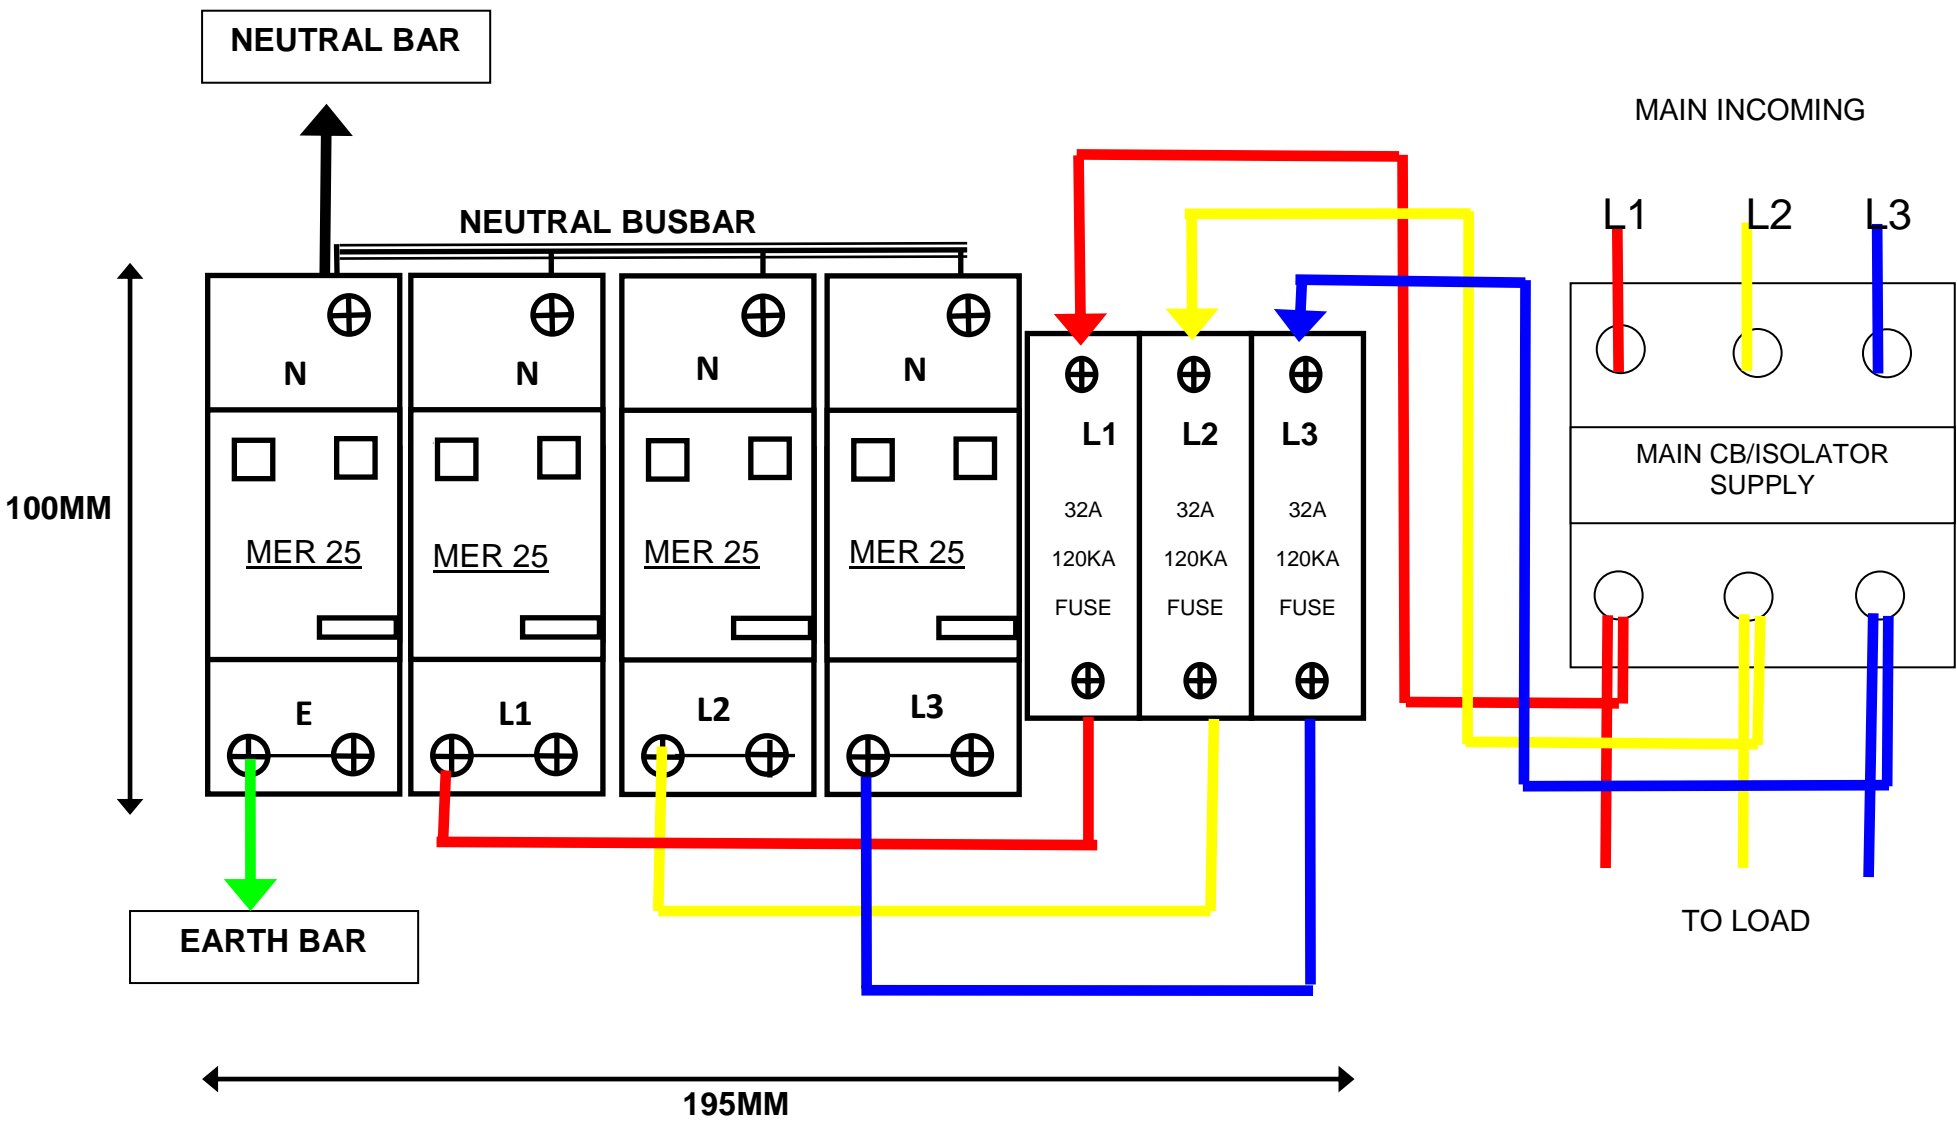 NEUTRAL BAR
MAIN INCOMING
L1 L2 L3
NEUTRAL BUSBAR
N N N N
L1 L2 L3
MAIN CB/ISOLATOR
SUPPLY
100MM
32A 32A 32A
MER 25 MER 25 MER 25 MER 25
120KA 120KA 120KA
FUSE FUSE FUSE
E L1 L2 L3
EARTH BAR
TO LOAD
195MM